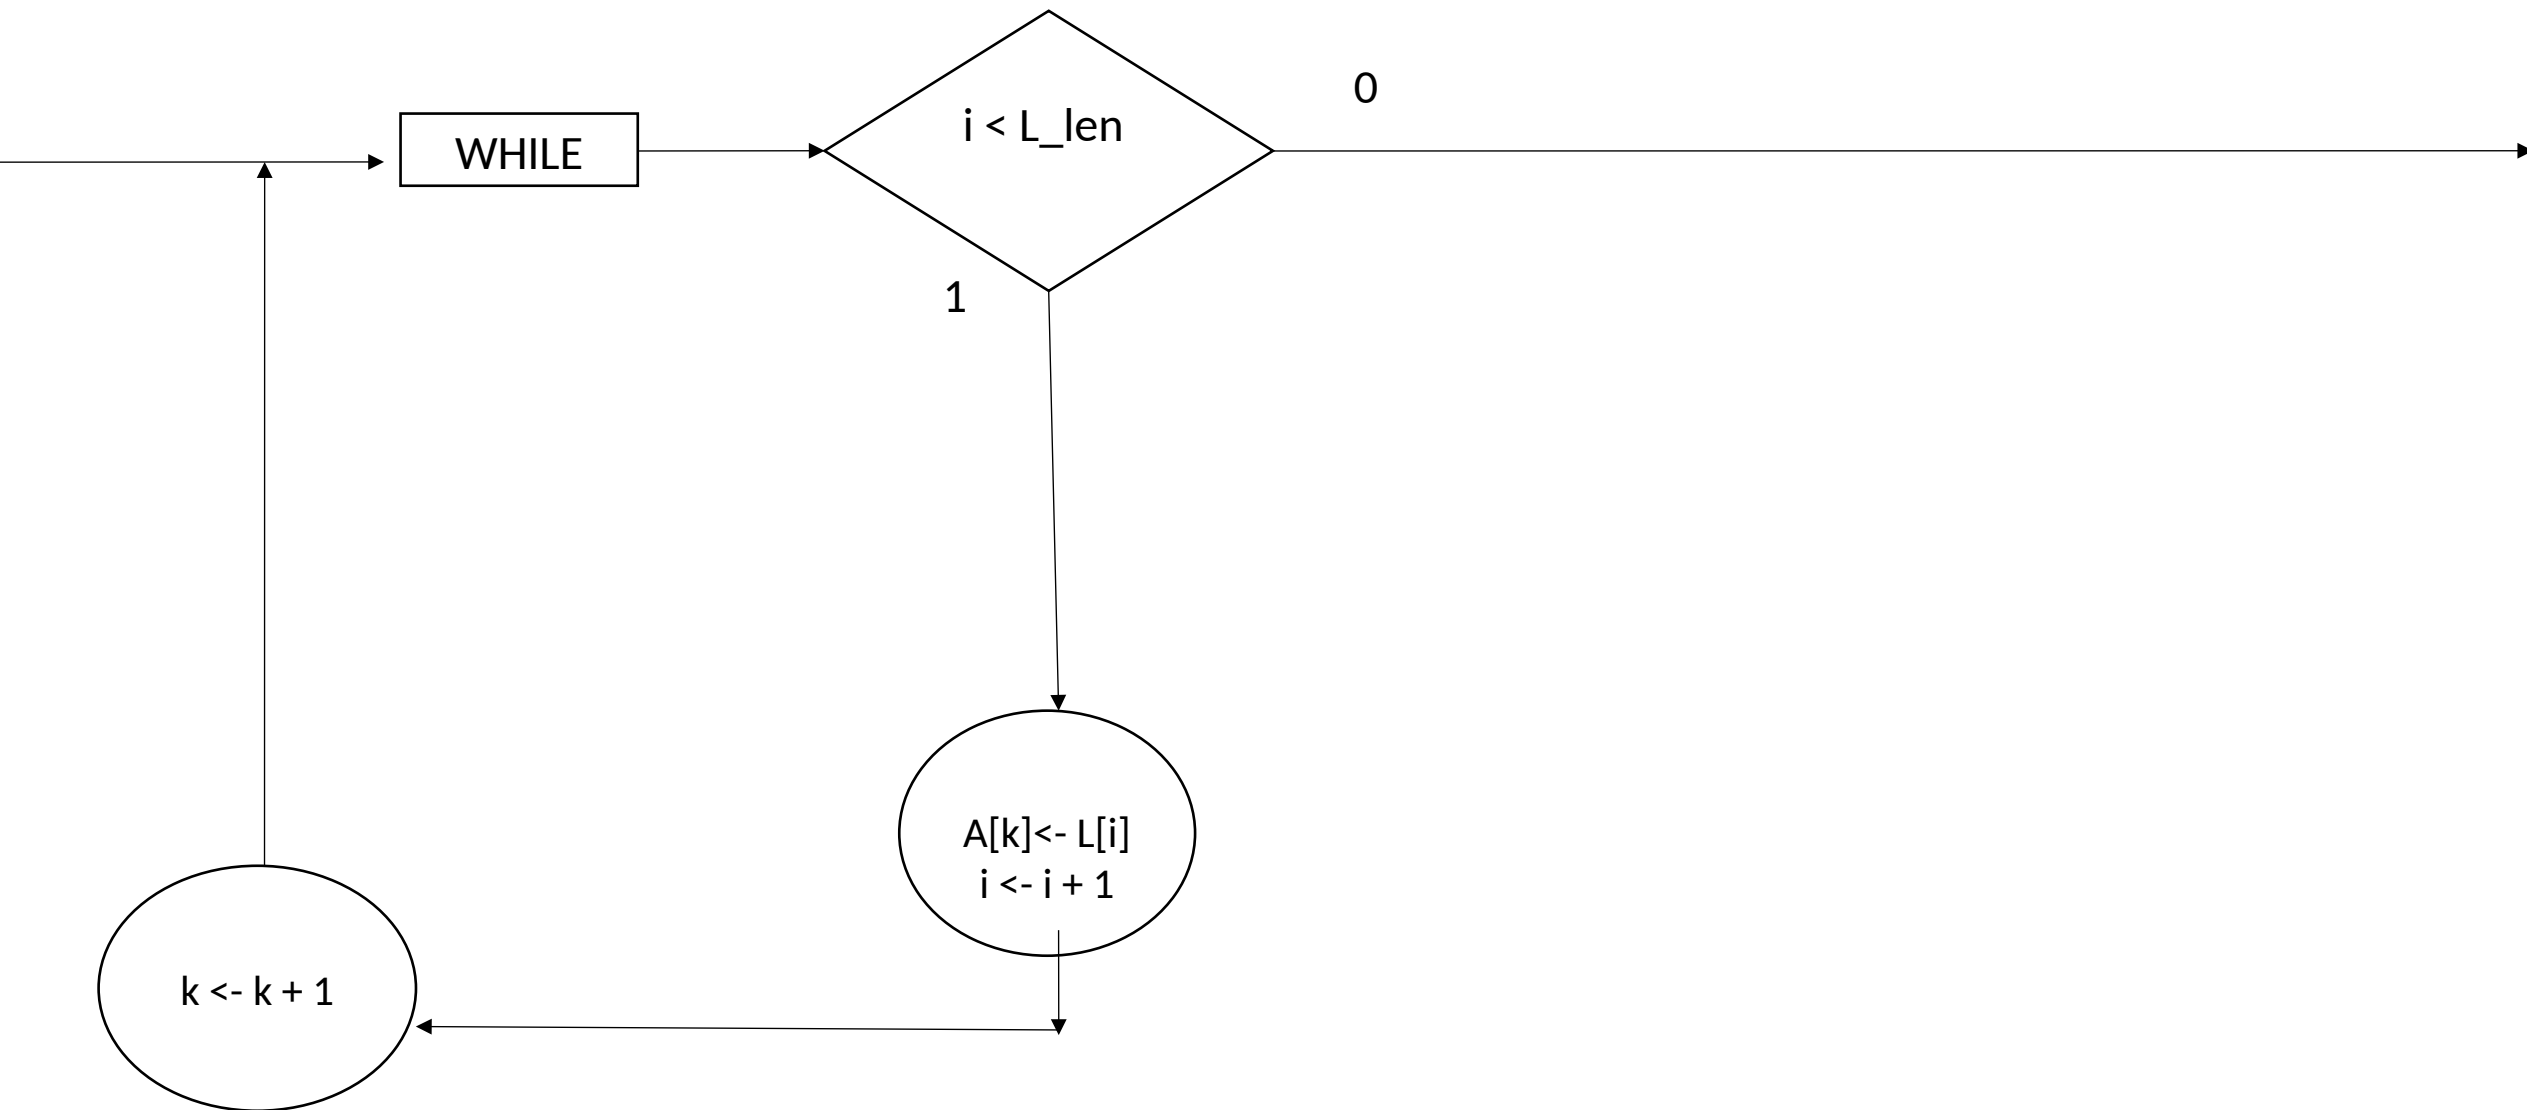 0
i < L_len
WHILE
1
A[k]<- L[i]
i <- i + 1
k <- k + 1